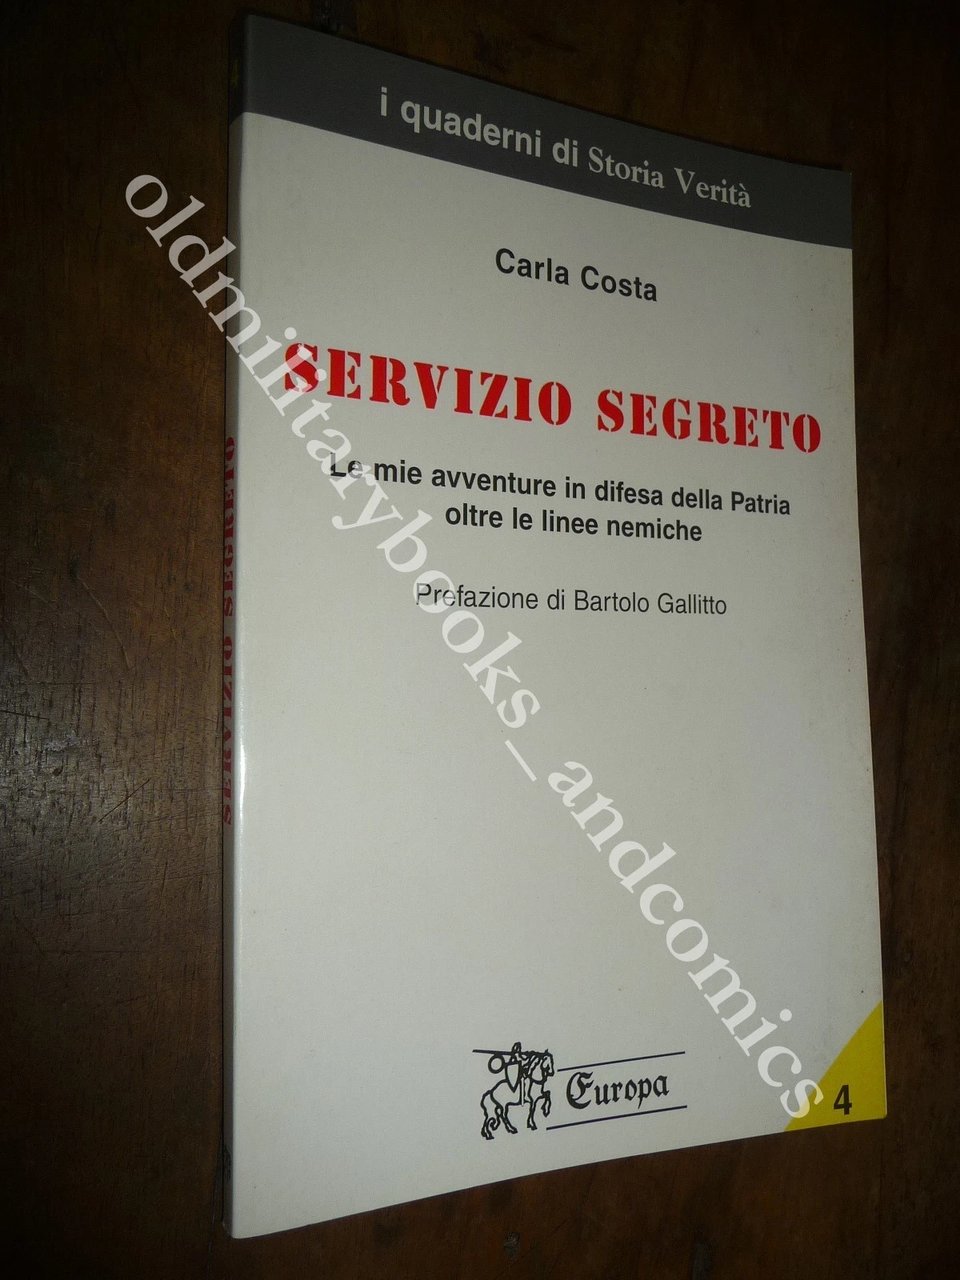 i quaderni di Storia Verità
Carla Costa
SERVIZIO SEGRETO
Le mie avventure in difesa della Patria
oltre le linee nemiche
Prefazione di Bartolo Gallitto
Europa
4
SERVIZIO SEGRETO
oldmilitarybooks_andcomics